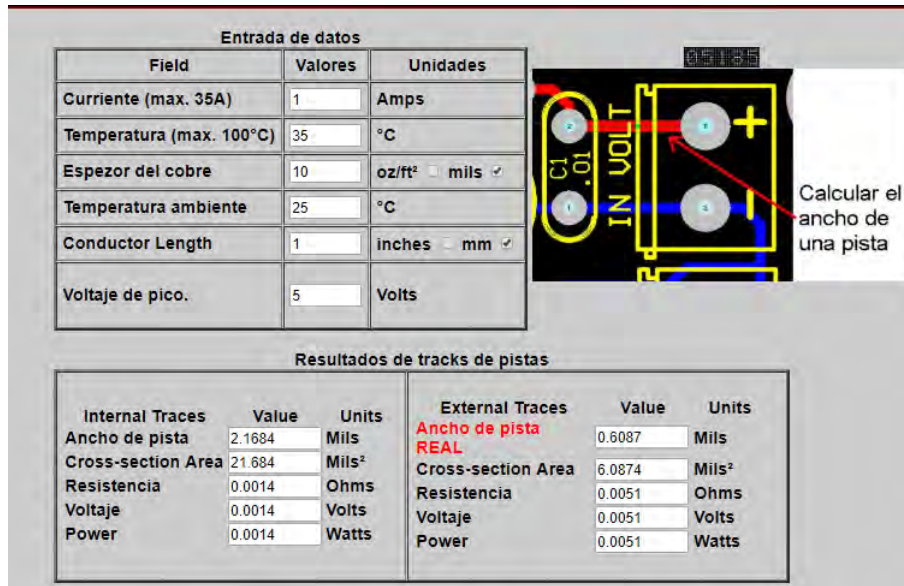 Entrada de datos
Field Valores Unidades
Curriente (max. 35A) 1 Amps
Temperatura (max. 100°C) 35 °C
Espezor del cobre 10 oz/ft² mils
Temperatura ambiente 25 °C
Conductor Length 1 inches mm
Voltaje de pico. 5 Volts
05185
C1
.01
IN VOLT
+
-
2
1
Calcular el
ancho de
una pista
Resultados de tracks de pistas
Internal Traces Value Units
Ancho de pista 2.1684 Mils
Cross-section Area 21.684 Mils²
Resistencia 0.0014 Ohms
Voltaje 0.0014 Volts
Power 0.0014 Watts
External Traces Value Units
Ancho de pista
REAL 0.6087 Mils
Cross-section Area 6.0874 Mils²
Resistencia 0.0051 Ohms
Voltaje 0.0051 Volts
Power 0.0051 Watts